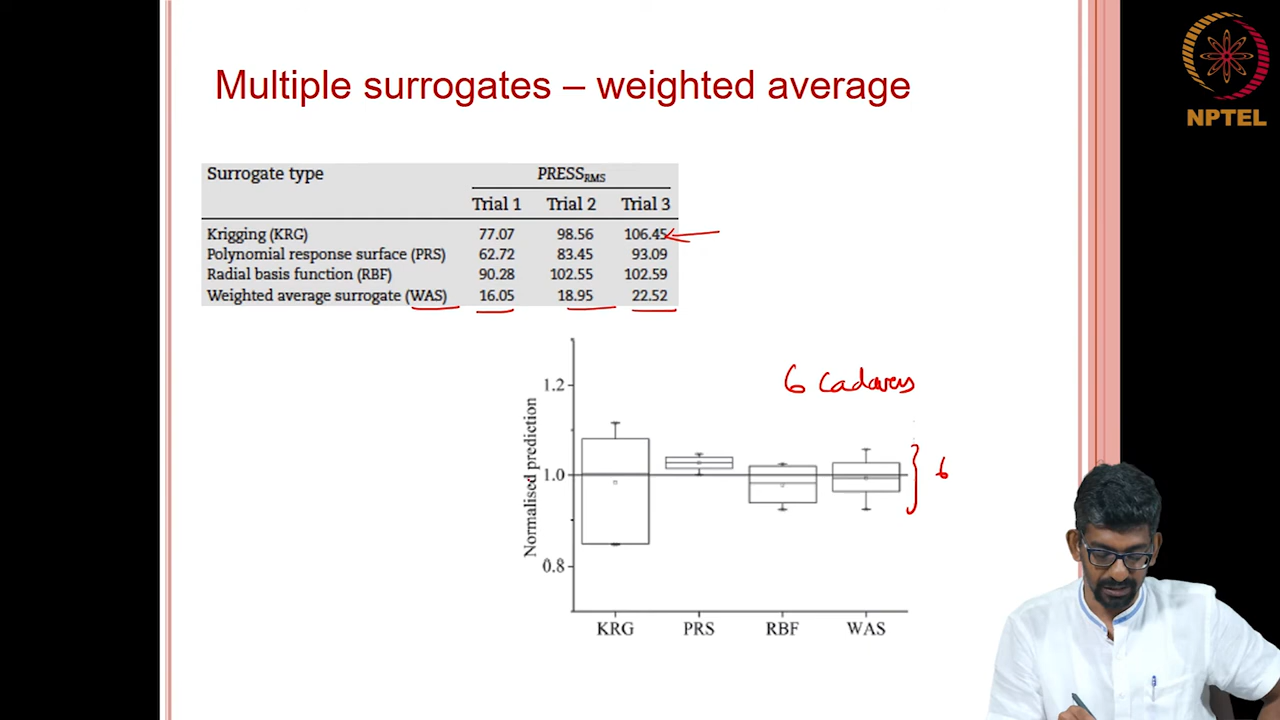 Multiple surrogates – weighted average
NPTEL
Surrogate type PRESS_RMS
Trial 1 Trial 2 Trial 3
Krigging (KRG) 77.07 98.56 106.45
Polynomial response surface (PRS) 62.72 83.45 93.09
Radial basis function (RBF) 90.28 102.55 102.59
Weighted average surrogate (WAS) 16.05 18.95 22.52
6 Cadavers
6
Normalised prediction
1.2
1.0
0.8
KRG PRS RBF WAS